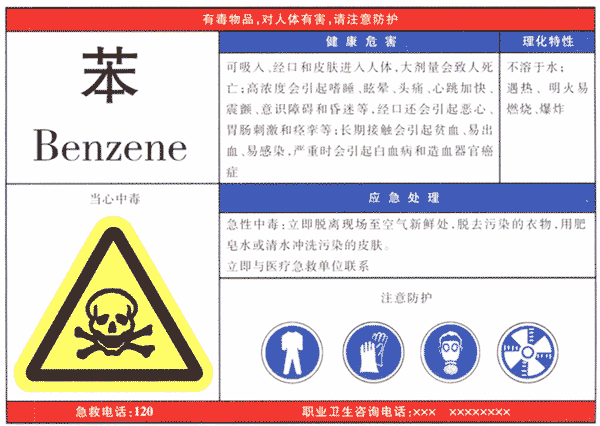 有毒物品,对人体有害,请注意防护
苯
Benzene
健康危害
可吸入、经口和皮肤进入人体,大剂量会致人死
亡;高浓度会引起嗜睡、眩晕、头痛、心跳加快、
震颤、意识障碍和昏迷等,经口还会引起恶心、
胃肠刺激和痉挛等;长期接触会引起贫血、易出
血、易感染,严重时会引起白血病和造血器官癌
症
理化特性
不溶于水;
遇热、明火易
燃烧、爆炸
当心中毒
应急处理
急性中毒:立即脱离现场至空气新鲜处,脱去污染的衣物,用肥
皂水或清水冲洗污染的皮肤。
立即与医疗急救单位联系
注意防护
急救电话:120
职业卫生咨询电话:××× ××××××××